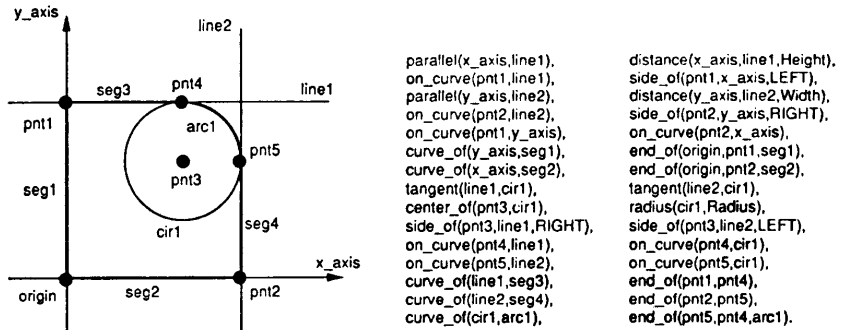 y_axis
line2
pnt4
seg3
line1
pnt1
arc1
pnt5
pnt3
seg1
cir1
seg4
x_axis
origin
seg2
pnt2
parallel(x_axis,line1), distance(x_axis,line1,Height),
on_curve(pnt1,line1), side_of(pnt1,x_axis,LEFT),
parallel(y_axis,line2), distance(y_axis,line2,Width),
on_curve(pnt2,line2), side_of(pnt2,y_axis,RIGHT),
on_curve(pnt1,y_axis), on_curve(pnt2,x_axis),
curve_of(y_axis,seg1), end_of(origin,pnt1,seg1),
curve_of(x_axis,seg2), end_of(origin,pnt2,seg2),
tangent(line1,cir1), tangent(line2,cir1),
center_of(pnt3,cir1), radius(cir1,Radius),
side_of(pnt3,line1,RIGHT), side_of(pnt3,line2,LEFT),
on_curve(pnt4,line1), on_curve(pnt4,cir1),
on_curve(pnt5,line2), on_curve(pnt5,cir1),
curve_of(line1,seg3), end_of(pnt1,pnt4),
curve_of(line2,seg4), end_of(pnt2,pnt5),
curve_of(cir1,arc1), end_of(pnt5,pnt4,arc1).